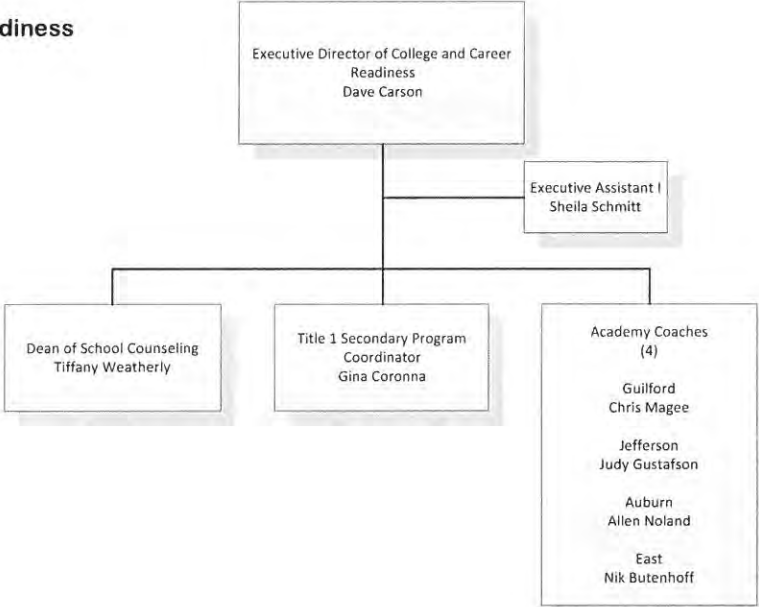 diness
Executive Director of College and Career
Readiness
Dave Carson
Executive Assistant I
Sheila Schmitt
Dean of School Counseling
Tiffany Weatherly
Title 1 Secondary Program
Coordinator
Gina Coronna
Academy Coaches
(4)
Guilford
Chris Magee
Jefferson
Judy Gustafson
Auburn
Allen Noland
East
Nik Butenhoff